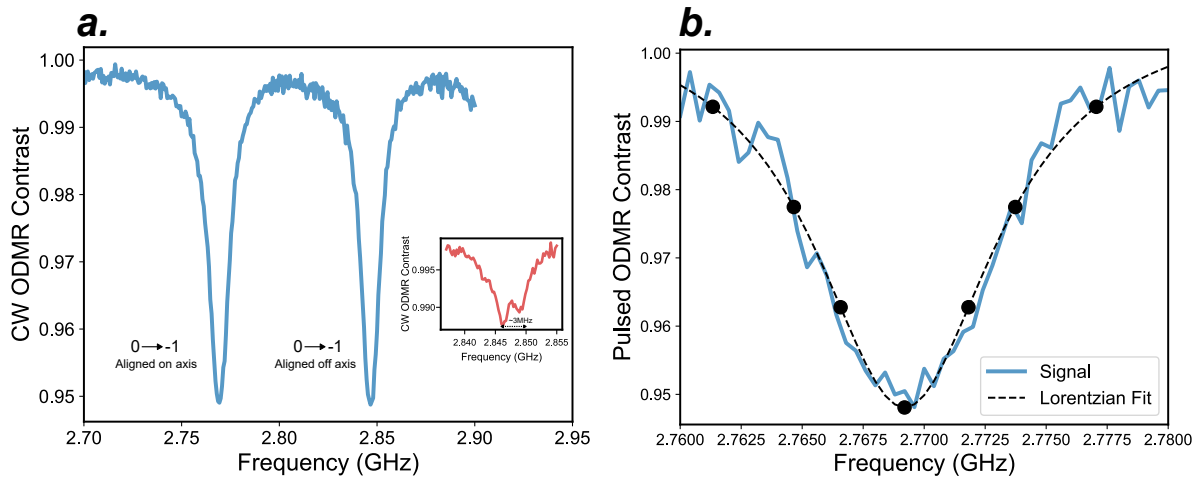 a.
CW ODMR Contrast
1.00
0.99
0.98
0.97
0.96
0.95
2.70
2.75
2.80
2.85
2.90
2.95
Frequency (GHz)
0→-1
Aligned on axis
0→-1
Aligned off axis
CW ODMR Contrast
0.995
0.990
~3MHz
2.840
2.845
2.850
2.855
Frequency (GHz)
b.
Pulsed ODMR Contrast
1.00
0.99
0.98
0.97
0.96
0.95
2.7600
2.7625
2.7650
2.7675
2.7700
2.7725
2.7750
2.7775
2.7800
Frequency (GHz)
Signal
Lorentzian Fit